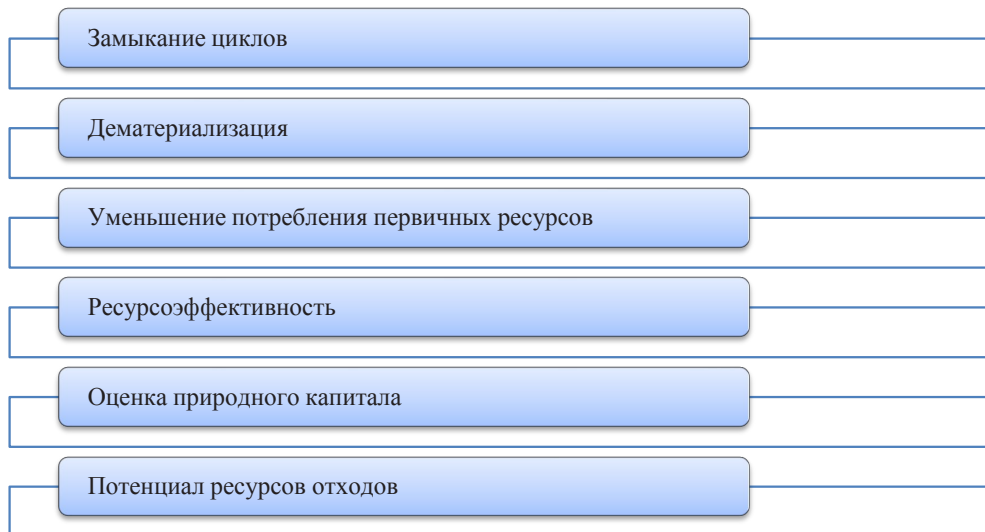 Замыкание циклов
Дематериализация
Уменьшение потребления первичных ресурсов
Ресурсоэффективность
Оценка природного капитала
Потенциал ресурсов отходов